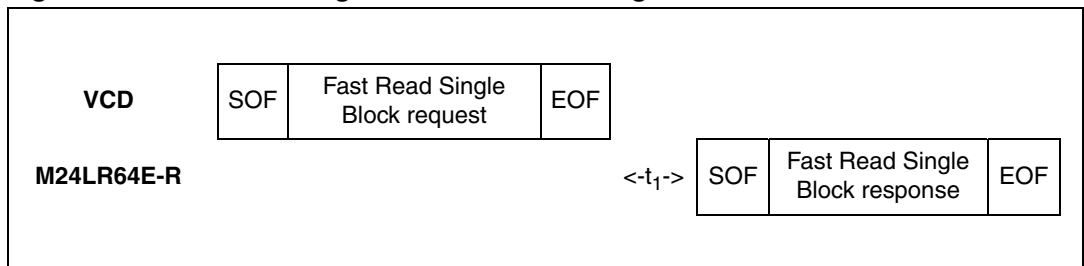 VCD
SOF
Fast Read Single
Block request
EOF
M24LR64E-R
<-t₁->
SOF
Fast Read Single
Block response
EOF